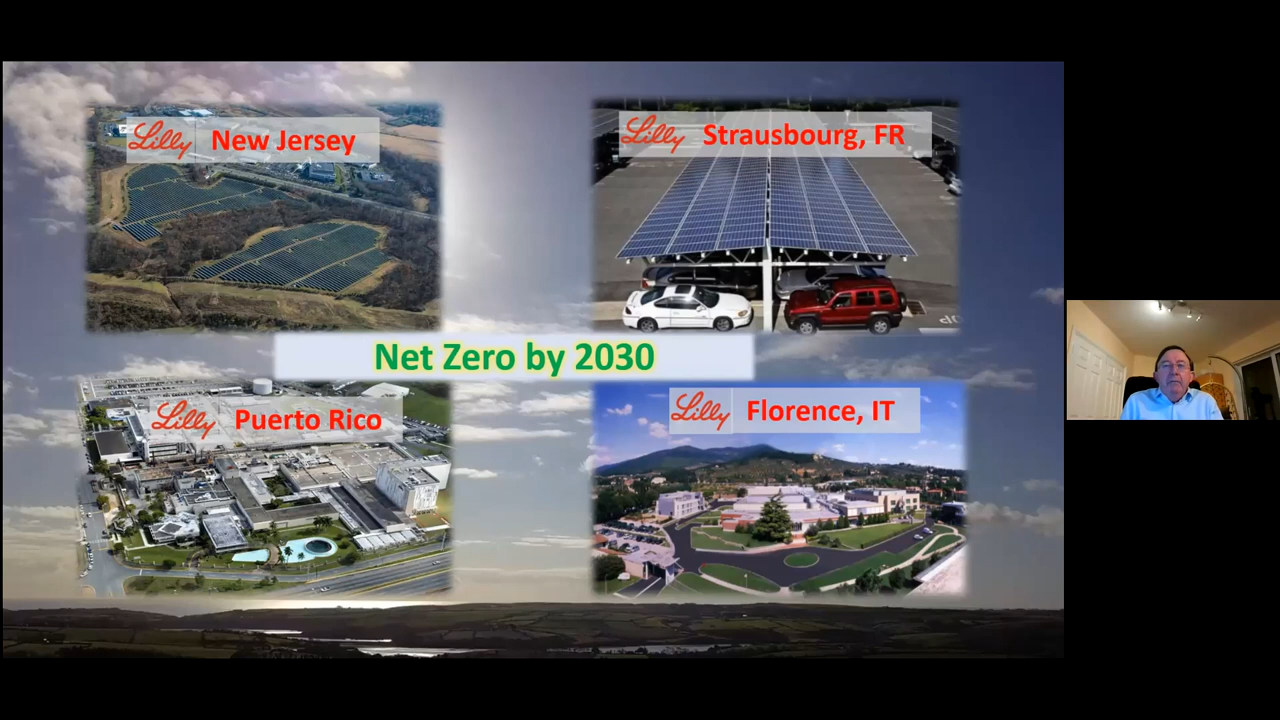 Lilly New Jersey
Lilly Strausbourg, FR
Net Zero by 2030
Lilly Puerto Rico
Lilly Florence, IT